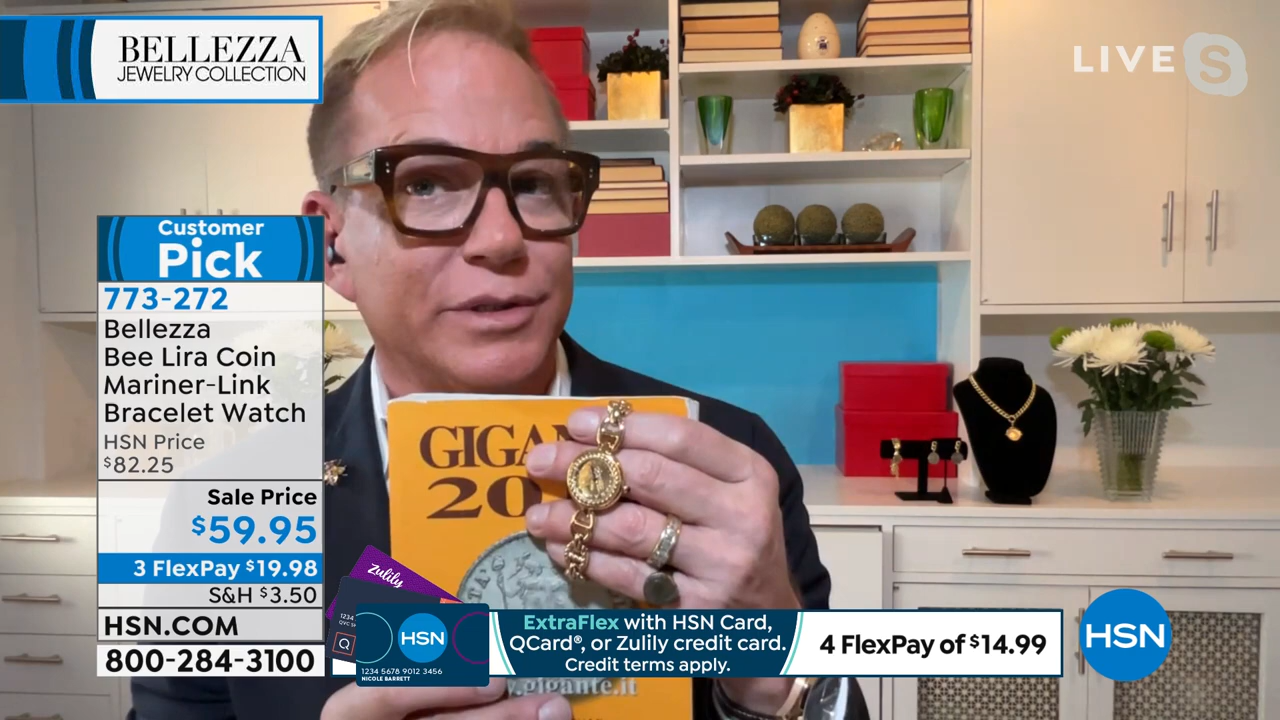 BELLEZZA
JEWELRY COLLECTION
LIVE S
Customer
Pick
773-272
Bellezza
Bee Lira Coin
Mariner-Link
Bracelet Watch
HSN Price
$82.25
Sale Price
$59.95
3 FlexPay $19.98
S&H $3.50
HSN.COM
800-284-3100
GIGAN
20
Zulily
1234
Q
HSN
1234 5678 9012 3456
NICOLE BARRETT
ExtraFlex with HSN Card,
QCard®, or Zulily credit card.
Credit terms apply.
4 FlexPay of $14.99
HSN
.gigante.it